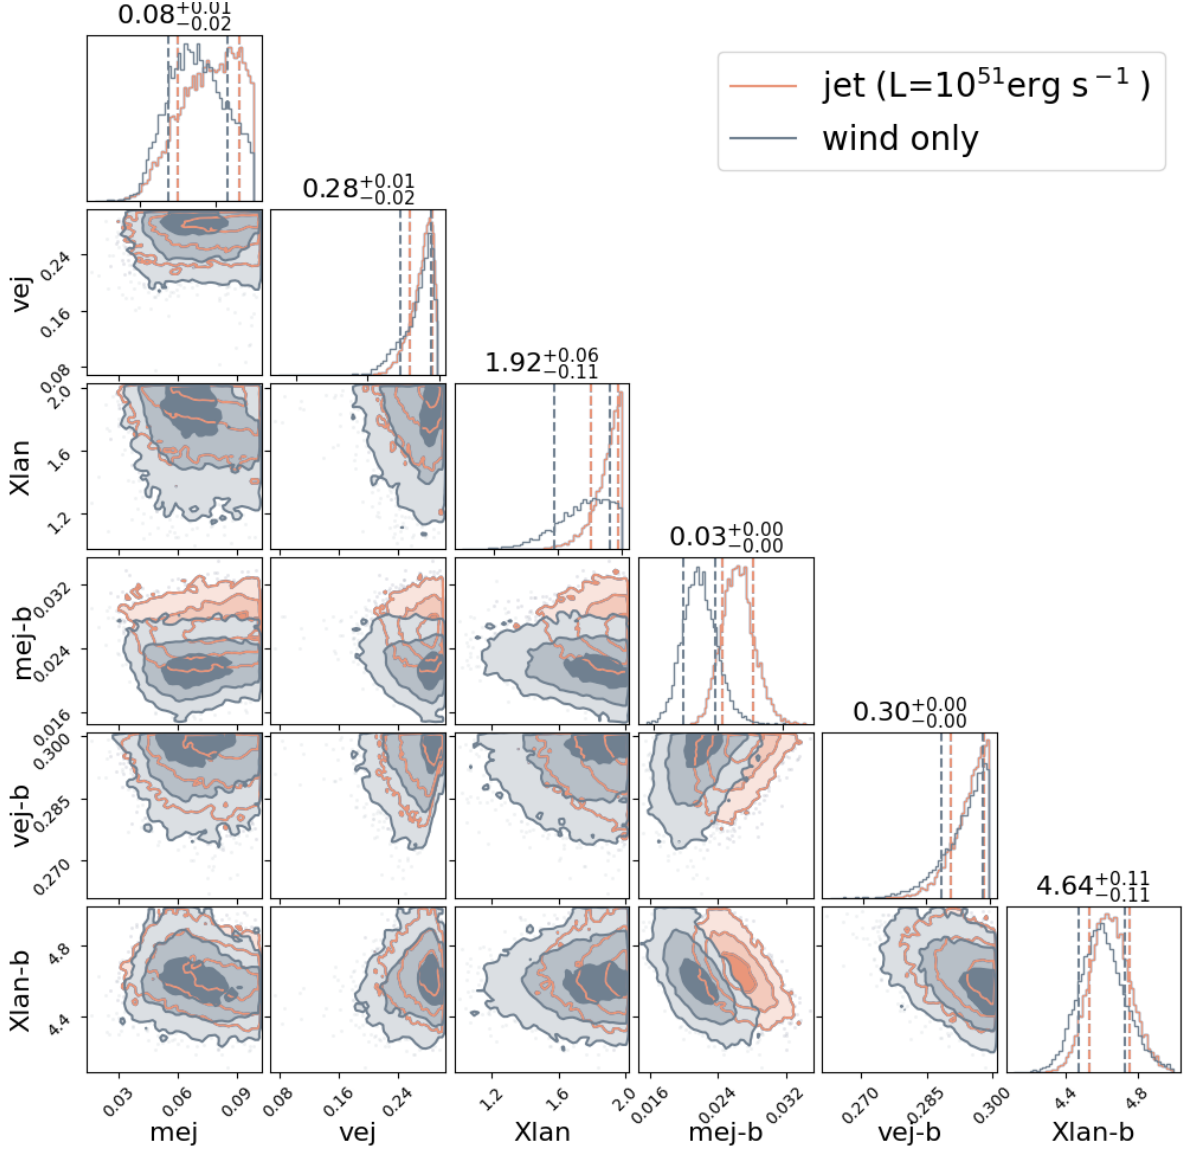 0.08+0.01−0.02
jet (L=10⁵¹erg s⁻¹ )
wind only
0.28+0.01−0.02
vej
0.24
0.16
0.08
1.92+0.06−0.11
Xlan
2.0
1.6
1.2
0.03+0.00−0.00
mej-b
0.032
0.024
0.016
0.30+0.00−0.00
vej-b
0.300
0.285
0.270
4.64+0.11−0.11
Xlan-b
4.8
4.4
0.03 0.06 0.09 0.08 0.16 0.24 1.2 1.6 2.0 0.016 0.024 0.032 0.270 0.285 0.300 4.4 4.8
mej vej Xlan mej-b vej-b Xlan-b